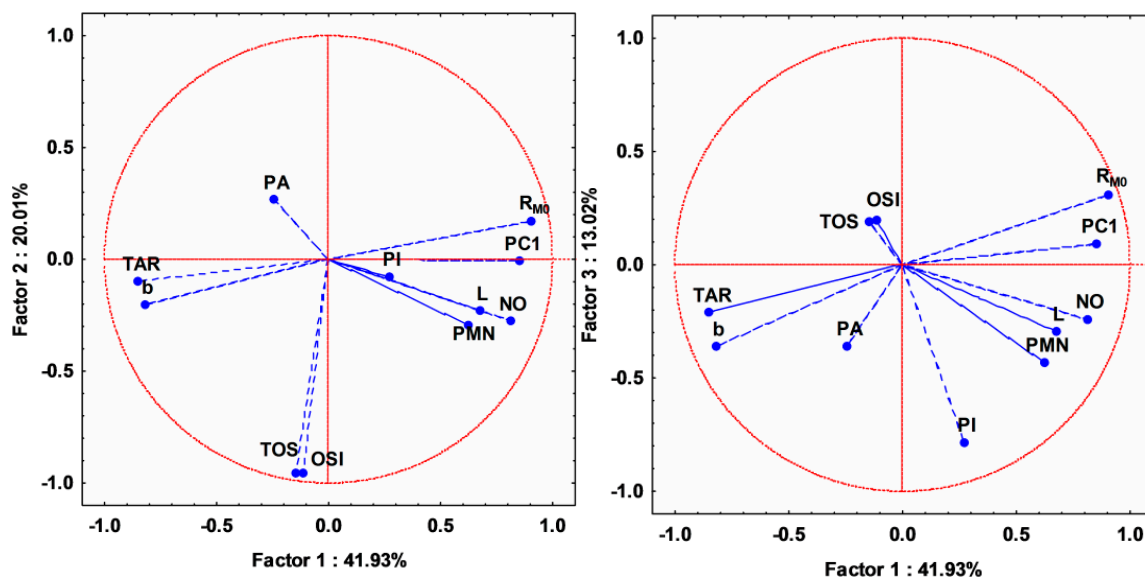 1.0
0.5
0.0
-0.5
-1.0
Factor 2 : 20.01%
PA
R_M0
PC1
PI
TAR
b
L
NO
PMN
TOS
OSI
-1.0 -0.5 0.0 0.5 1.0
Factor 1 : 41.93%
1.0
0.5
0.0
-0.5
-1.0
Factor 3 : 13.02%
R_M0
OSI
TOS
PC1
TAR
NO
L
b
PA
PMN
PI
-1.0 -0.5 0.0 0.5 1.0
Factor 1 : 41.93%